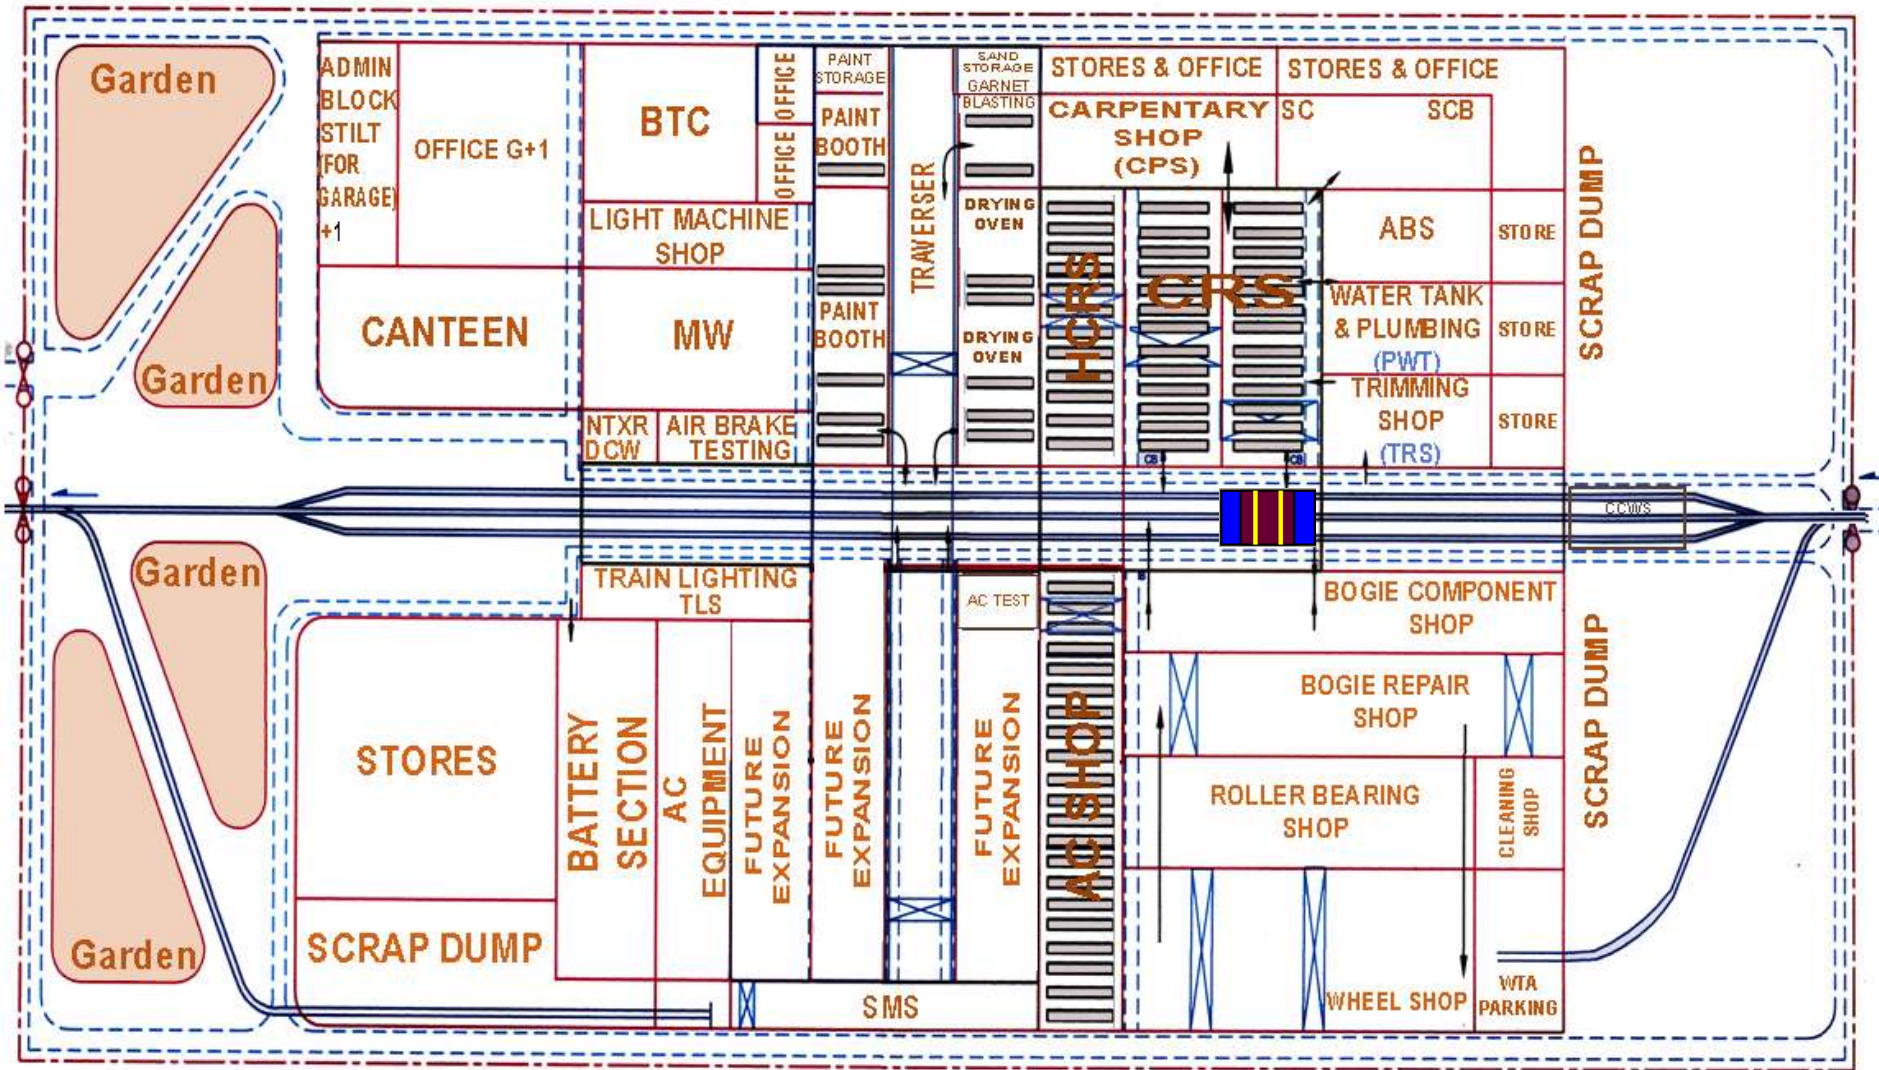 Garden
ADMIN
BLOCK
STILT
(FOR
GARAGE)
+1
OFFICE G+1
BTC
OFFICE
OFFICE
PAINT
STORAGE
PAINT
BOOTH
TRAVERSER
SAND
STORAGE
GARNET
BLASTING
STORES & OFFICE
STORES & OFFICE
CARPENTARY
SHOP
(CPS)
SC
SCB
SCRAP DUMP
LIGHT MACHINE
SHOP
DRYING
OVEN
HCRS
CRS
ABS
STORE
Garden
CANTEEN
MW
PAINT
BOOTH
DRYING
OVEN
WATER TANK
& PLUMBING
(PWT)
STORE
TRIMMING
SHOP
(TRS)
STORE
NTXR
DCW
AIR BRAKE
TESTING
CB
CB
CCWS
Garden
TRAIN LIGHTING
TLS
AC TEST
BOGIE COMPONENT
SHOP
SCRAP DUMP
STORES
BATTERY
SECTION
AC
EQUIPMENT
FUTURE
EXPANSION
FUTURE
EXPANSION
FUTURE
EXPANSION
AC SHOP
BOGIE REPAIR
SHOP
ROLLER BEARING
SHOP
CLEANING
SHOP
Garden
SCRAP DUMP
SMS
WHEEL SHOP
WTA
PARKING